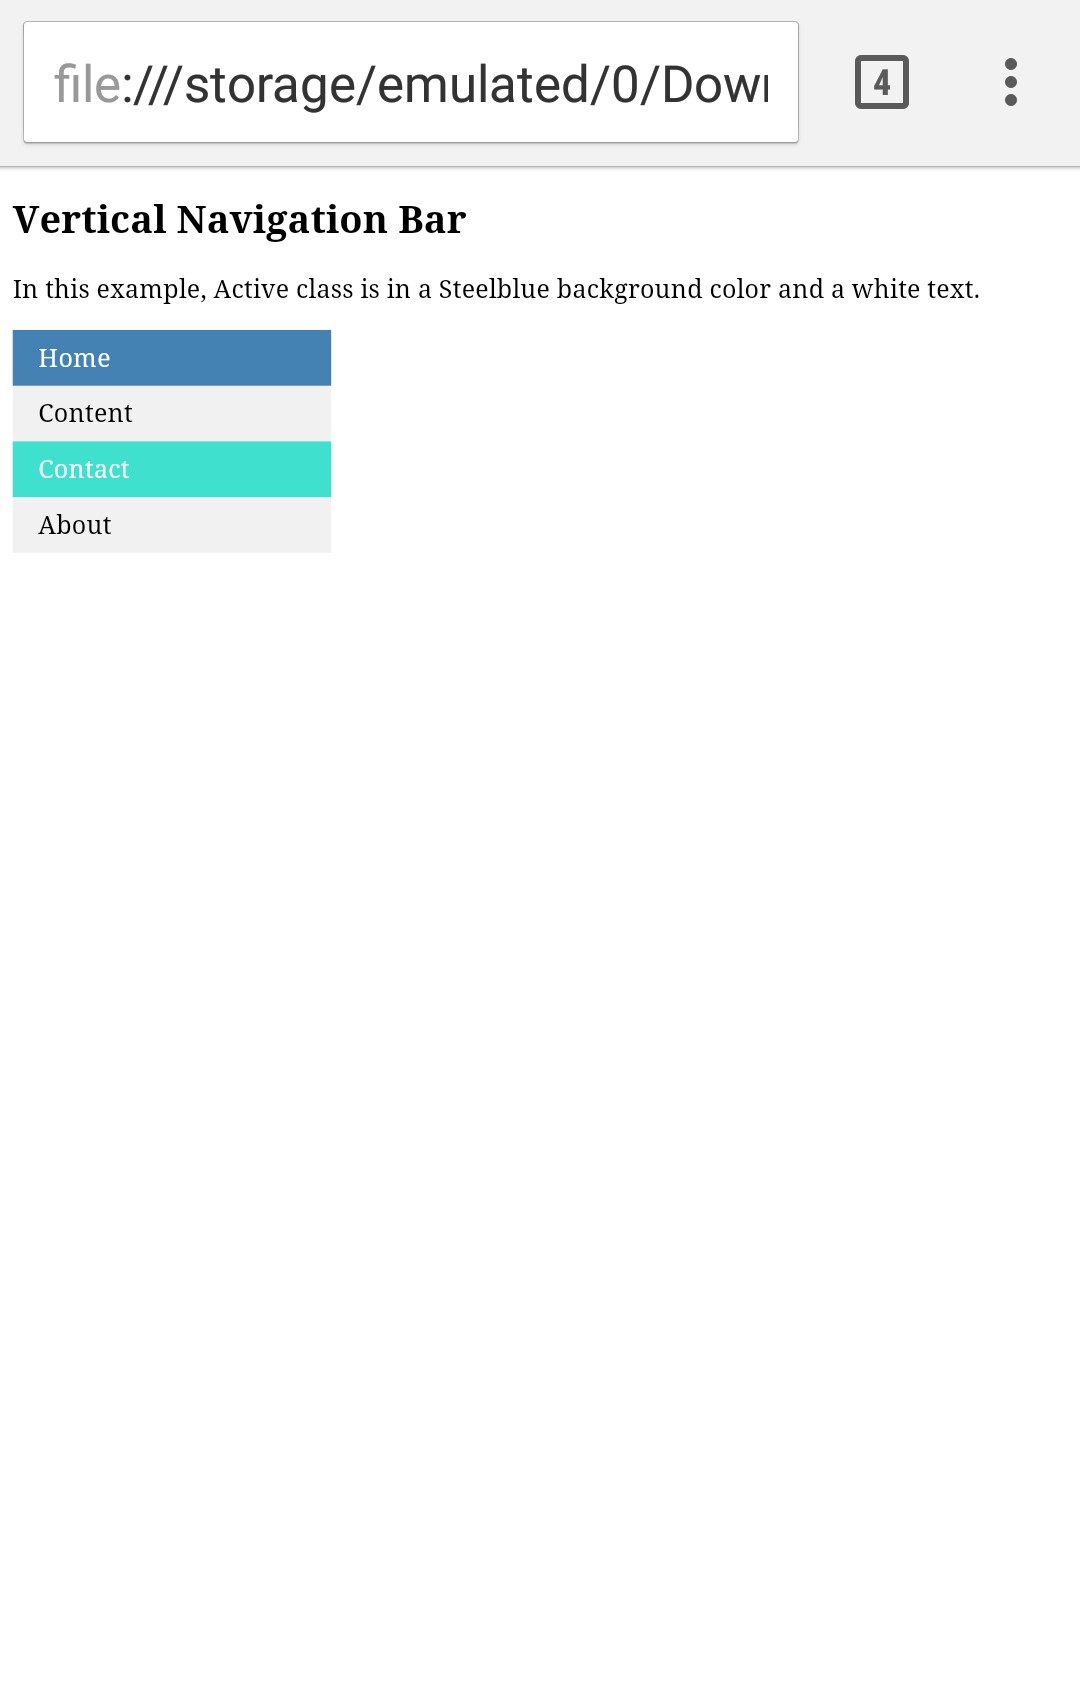 file:///storage/emulated/0/Down
4
Vertical Navigation Bar
In this example, Active class is in a Steelblue background color and a white text.
Home
Content
Contact
About